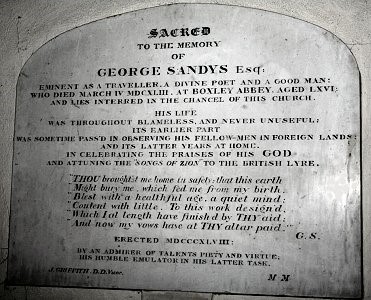 SACRED
TO THE MEMORY
OF
GEORGE SANDYS Esq:
EMINENT AS A TRAVELLER, A DIVINE POET AND A GOOD MAN:
WHO DIED MARCH IV MDCXLIII. AT BOXLEY ABBEY, AGED LXVI;
AND LIES INTERRED IN THE CHANCEL OF THIS CHURCH.
HIS LIFE
WAS THROUGHOUT BLAMELESS, AND NEVER UNUSEFUL;
ITS EARLIER PART
WAS SOMETIME PASS'D IN OBSERVING HIS FELLOW-MEN IN FOREIGN LANDS;
AND ITS LATTER YEARS AT HOME,
IN CELEBRATING THE PRAISES OF HIS GOD
AND ATTUNING THE "SONGS OF ZION" TO THE BRITISH LYRE.
"THOU brought'st me home in safety; that this earth
"Might bury me, which fed me from my birth.
"Blest with a healthful age, a quiet mind;
"Content with little. To this work design'd,
"Which I at length have finish'd by THY aid;
"And now my vows have at THY altar paid."
G.S.
ERECTED MDCCCXLVIII:
BY AN ADMIRER OF TALENTS PIETY AND VIRTUE;
HIS HUMBLE EMULATOR IN HIS LATTER TASK.
J. GRIFFITH. D.D. Vicar.
M M